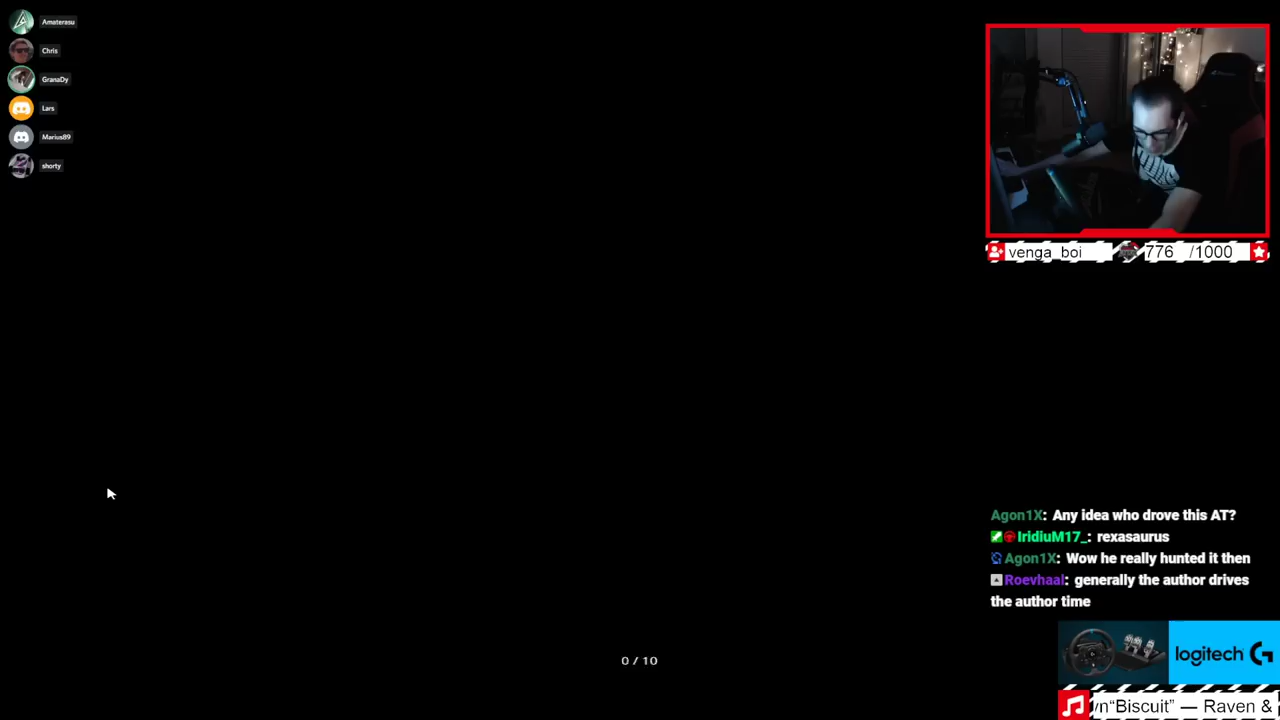 Amaterasu
Chris
GranaDy
Lars
Marius89
shorty
venga_boi
776 /1000
Agon1X: Any idea who drove this AT?
IridiuM17_: rexasaurus
Agon1X: Wow he really hunted it then
Roevhaal: generally the author drives
the author time
0 / 10
logitech G
"Biscuit" — Raven &